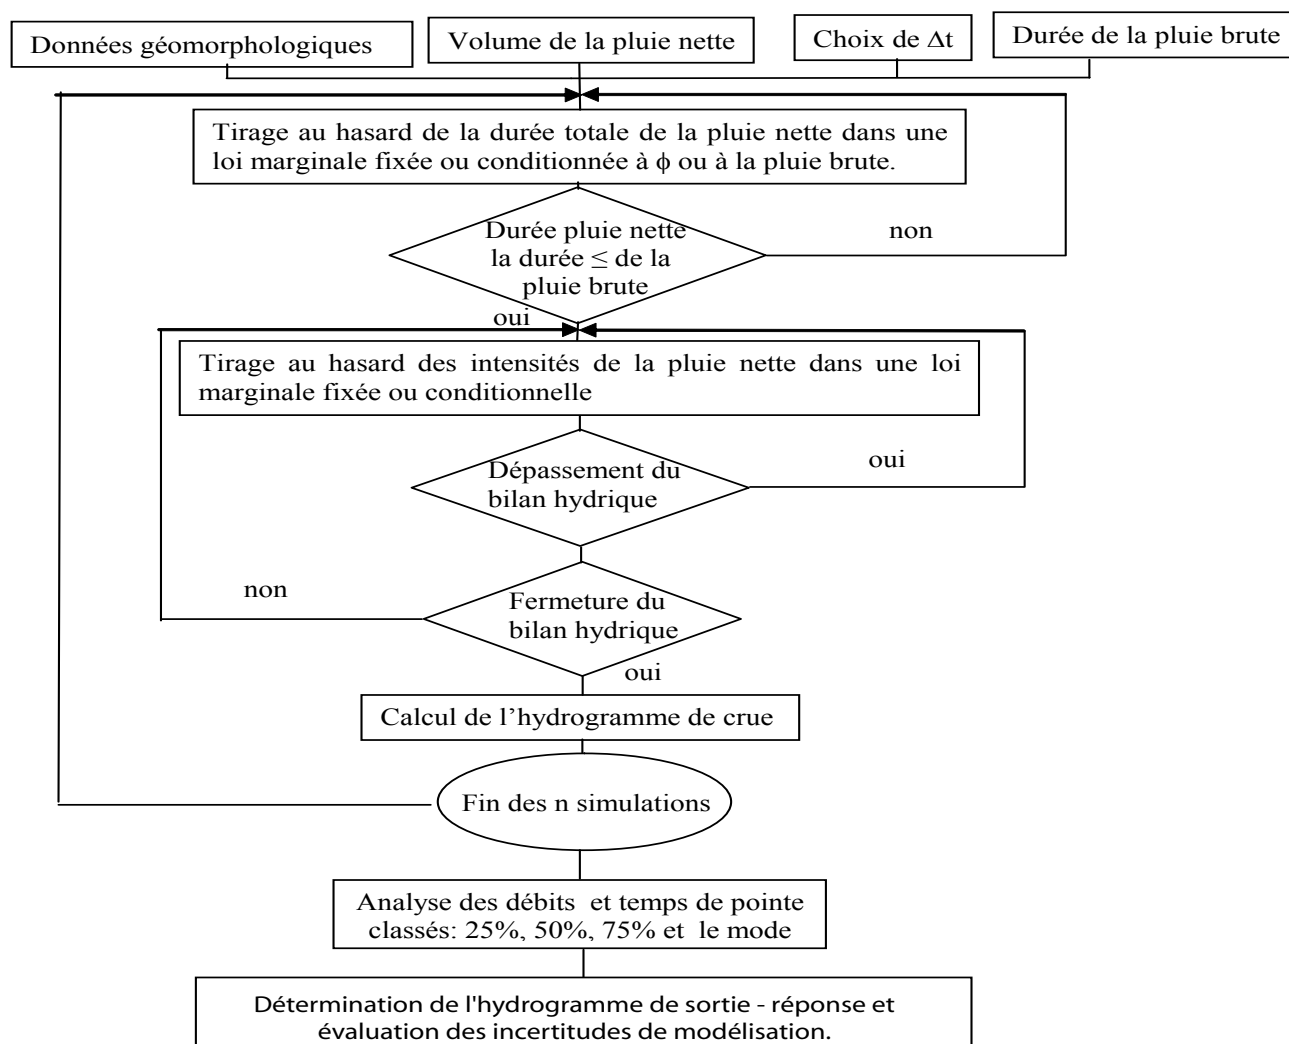 Données géomorphologiques
Volume de la pluie nette
Choix de Δt
Durée de la pluie brute
Tirage au hasard de la durée totale de la pluie nette dans une
loi marginale fixée ou conditionnée à ϕ ou à la pluie brute.
Durée pluie nette
la durée ≤ de la
pluie brute
non
oui
Tirage au hasard des intensités de la pluie nette dans une loi
marginale fixée ou conditionnelle
Dépassement du
bilan hydrique
oui
non
Fermeture du
bilan hydrique
oui
Calcul de l’hydrogramme de crue
Fin des n simulations
Analyse des débits et temps de pointe
classés: 25%, 50%, 75% et le mode
Détermination de l'hydrogramme de sortie - réponse et
évaluation des incertitudes de modélisation.